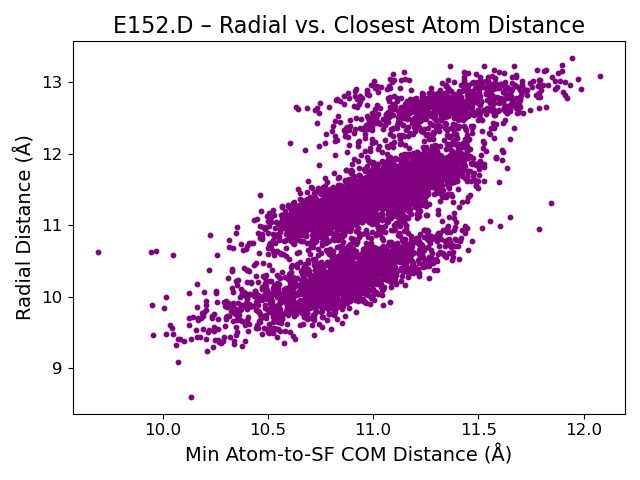 E152.D – Radial vs. Closest Atom Distance
13
12
11
10
9
Radial Distance (Å)
10.0 10.5 11.0 11.5 12.0
Min Atom-to-SF COM Distance (Å)